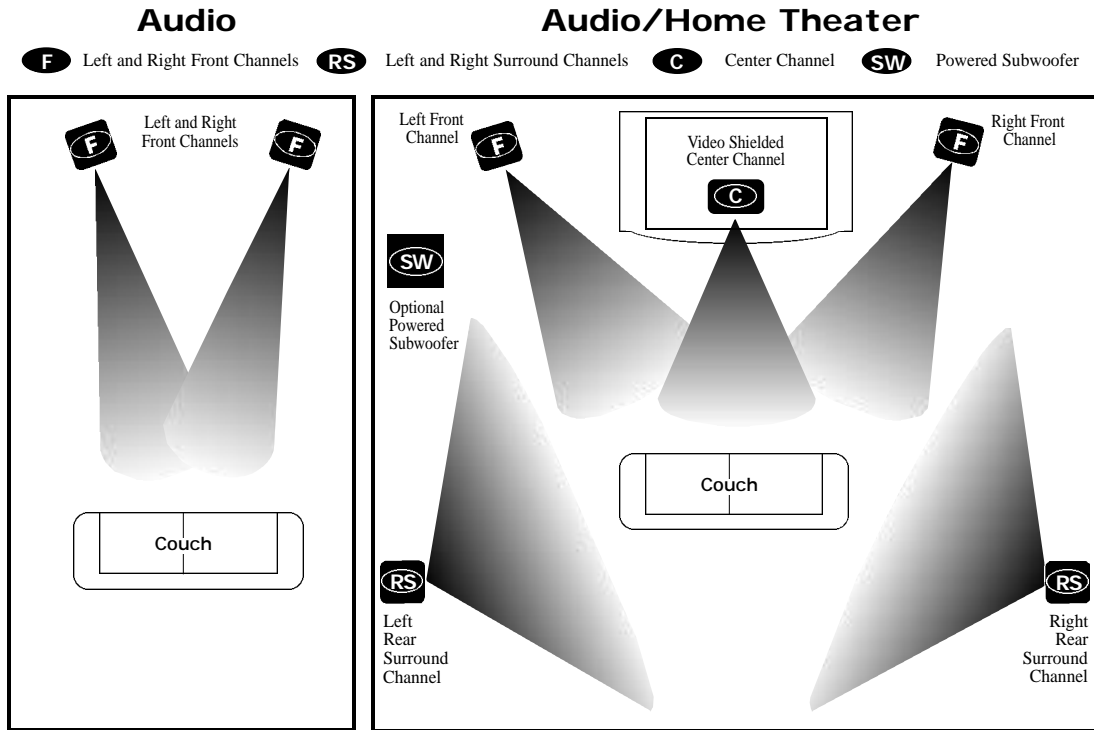 Audio
Audio/Home Theater
F Left and Right Front Channels RS Left and Right Surround Channels C Center Channel SW Powered Subwoofer
F
Left and Right
Front Channels
F
Couch
Left Front
Channel
F
Video Shielded
Center Channel
C
F
Right Front
Channel
SW
Optional
Powered
Subwoofer
Couch
RS
Left
Rear
Surround
Channel
RS
Right
Rear
Surround
Channel